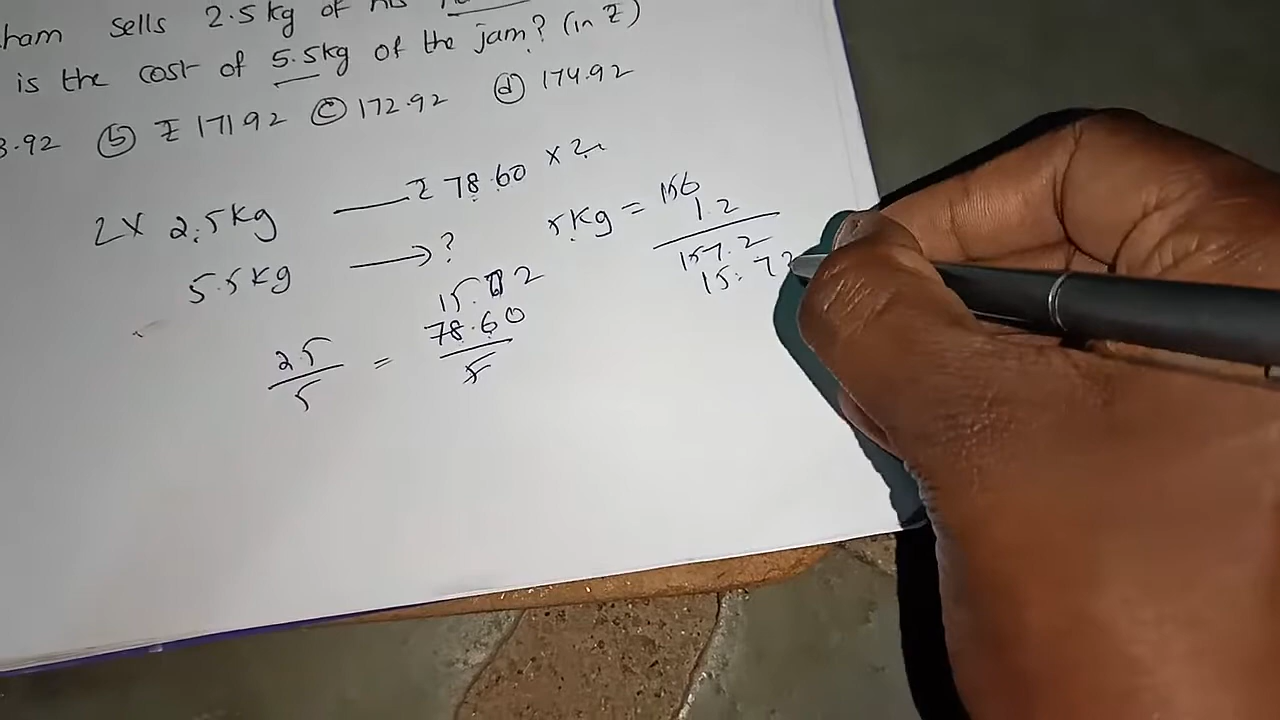 ham sells 2.5kg of his
is the cost of 5.5kg of the jam? (in ₹)
3.92 ⓑ ₹ 171 92 ⓒ 172.92 ⓓ 174.92
2 X 2.5kg —— ₹ 78.60 X 2
5.5kg → ?
5kg = 156
1.2
157.2
15.72
15.72
78.60
25 =
5 5